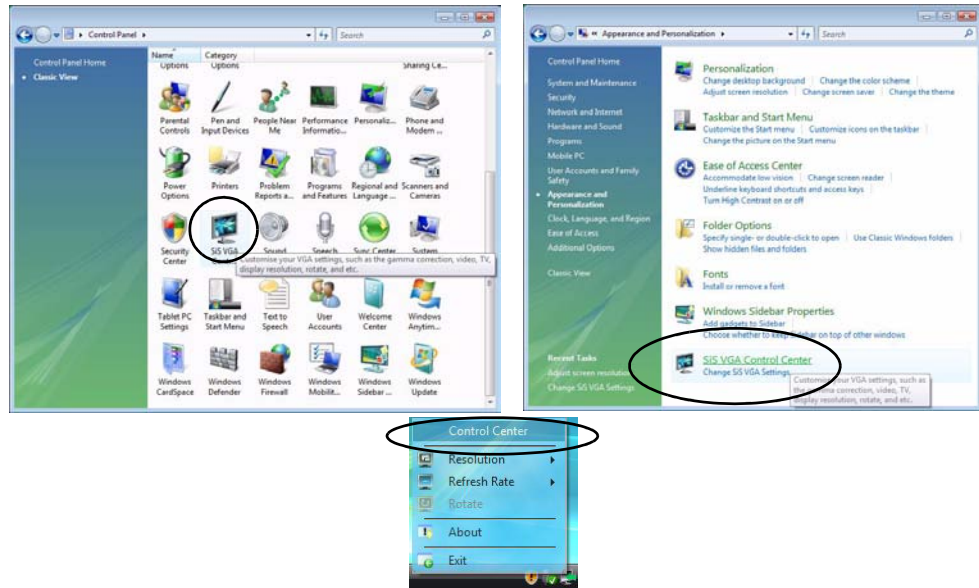 Control Panel
Search
Control Panel Home
Classic View
Name Category
Options Options Sharing Ce...
Parental Controls
Pen and Input Devices
People Near Me
Performance Informatio...
Personaliz...
Phone and Modem ...
Power Options
Printers
Problem Reports a...
Programs and Features
Regional and Language ...
Scanners and Cameras
Security Center
SiS VGA
Sound
Speech
Sync Center
System
Customise your VGA settings, such as the gamma correction, video, TV,
display resolution, rotate, and etc.
Tablet PC Settings
Taskbar and Start Menu
Text to Speech
User Accounts
Welcome Center
Windows Anytim...
Windows CardSpace
Windows Defender
Windows Firewall
Windows Mobilit...
Windows Sidebar ...
Windows Update
Appearance and Personalization
Search
Control Panel Home
System and Maintenance
Security
Network and Internet
Hardware and Sound
Programs
Mobile PC
User Accounts and Family
Safety
Appearance and
Personalization
Clock, Language, and Region
Ease of Access
Additional Options
Classic View
Recent Tasks
Adjust screen resolution
Change SiS VGA Settings
Personalization
Change desktop background Change the color scheme
Adjust screen resolution Change screen saver Change the theme
Taskbar and Start Menu
Customize the Start menu Customize icons on the taskbar
Change the picture on the Start menu
Ease of Access Center
Accommodate low vision Change screen reader
Underline keyboard shortcuts and access keys
Turn High Contrast on or off
Folder Options
Specify single- or double-click to open Use Classic Windows folders
Show hidden files and folders
Fonts
Install or remove a font
Windows Sidebar Properties
Add gadgets to Sidebar
Choose whether to keep Sidebar on top of other windows
SiS VGA Control Center
Change SiS VGA Settings
Customise your VGA settings, such as
the gamma correction, video, TV,
display resolution, rotate, and etc.
Control Center
Resolution
Refresh Rate
Rotate
About
Exit